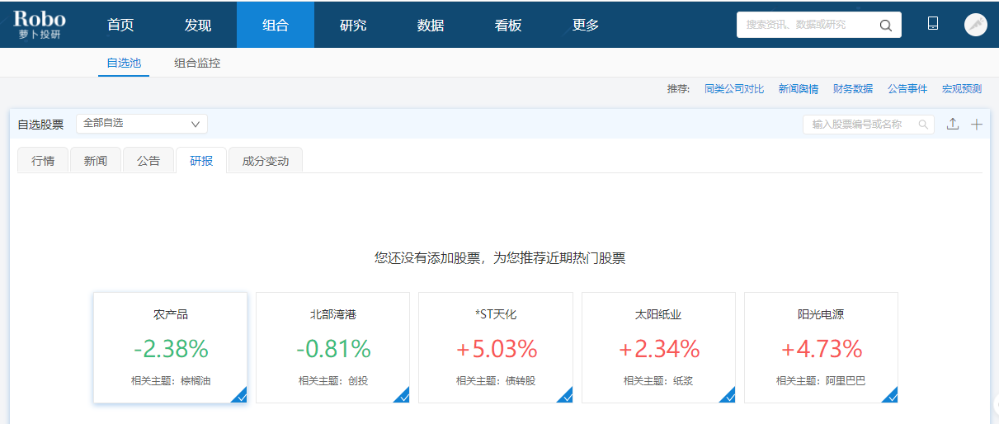 Robo
萝卜投研
首页 发现 组合 研究 数据 看板 更多 搜索资讯、数据或研究
自选池 组合监控
推荐: 同类公司对比 新闻舆情 财务数据 公告事件 宏观预测
自选股票 全部自选 输入股票编号或名称
行情 新闻 公告 研报 成分变动
您还没有添加股票，为您推荐近期热门股票
农产品 北部湾港 *ST天化 太阳纸业 阳光电源
-2.38% -0.81% +5.03% +2.34% +4.73%
相关主题：棕榈油 相关主题：创投 相关主题：债转股 相关主题：纸浆 相关主题：阿里巴巴